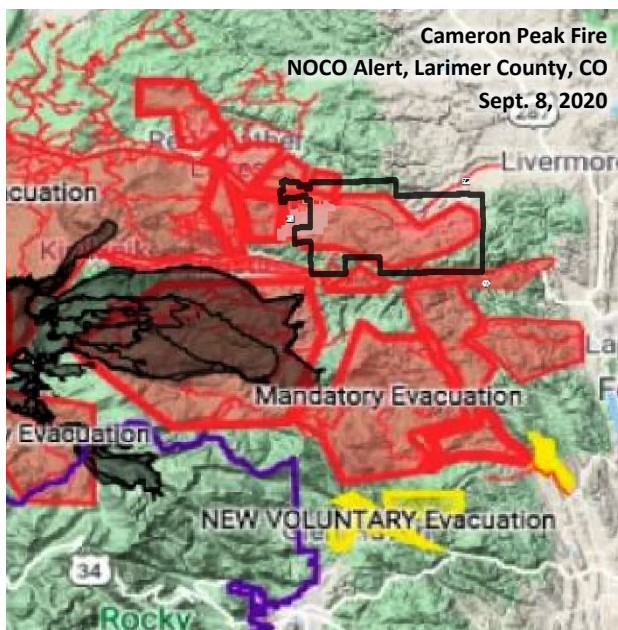 Cameron Peak Fire
NOCO Alert, Larimer County, CO
Sept. 8, 2020
287
Livermore
Mandatory Evacuation
Evacuation
NEW VOLUNTARY Evacuation
34
Rocky